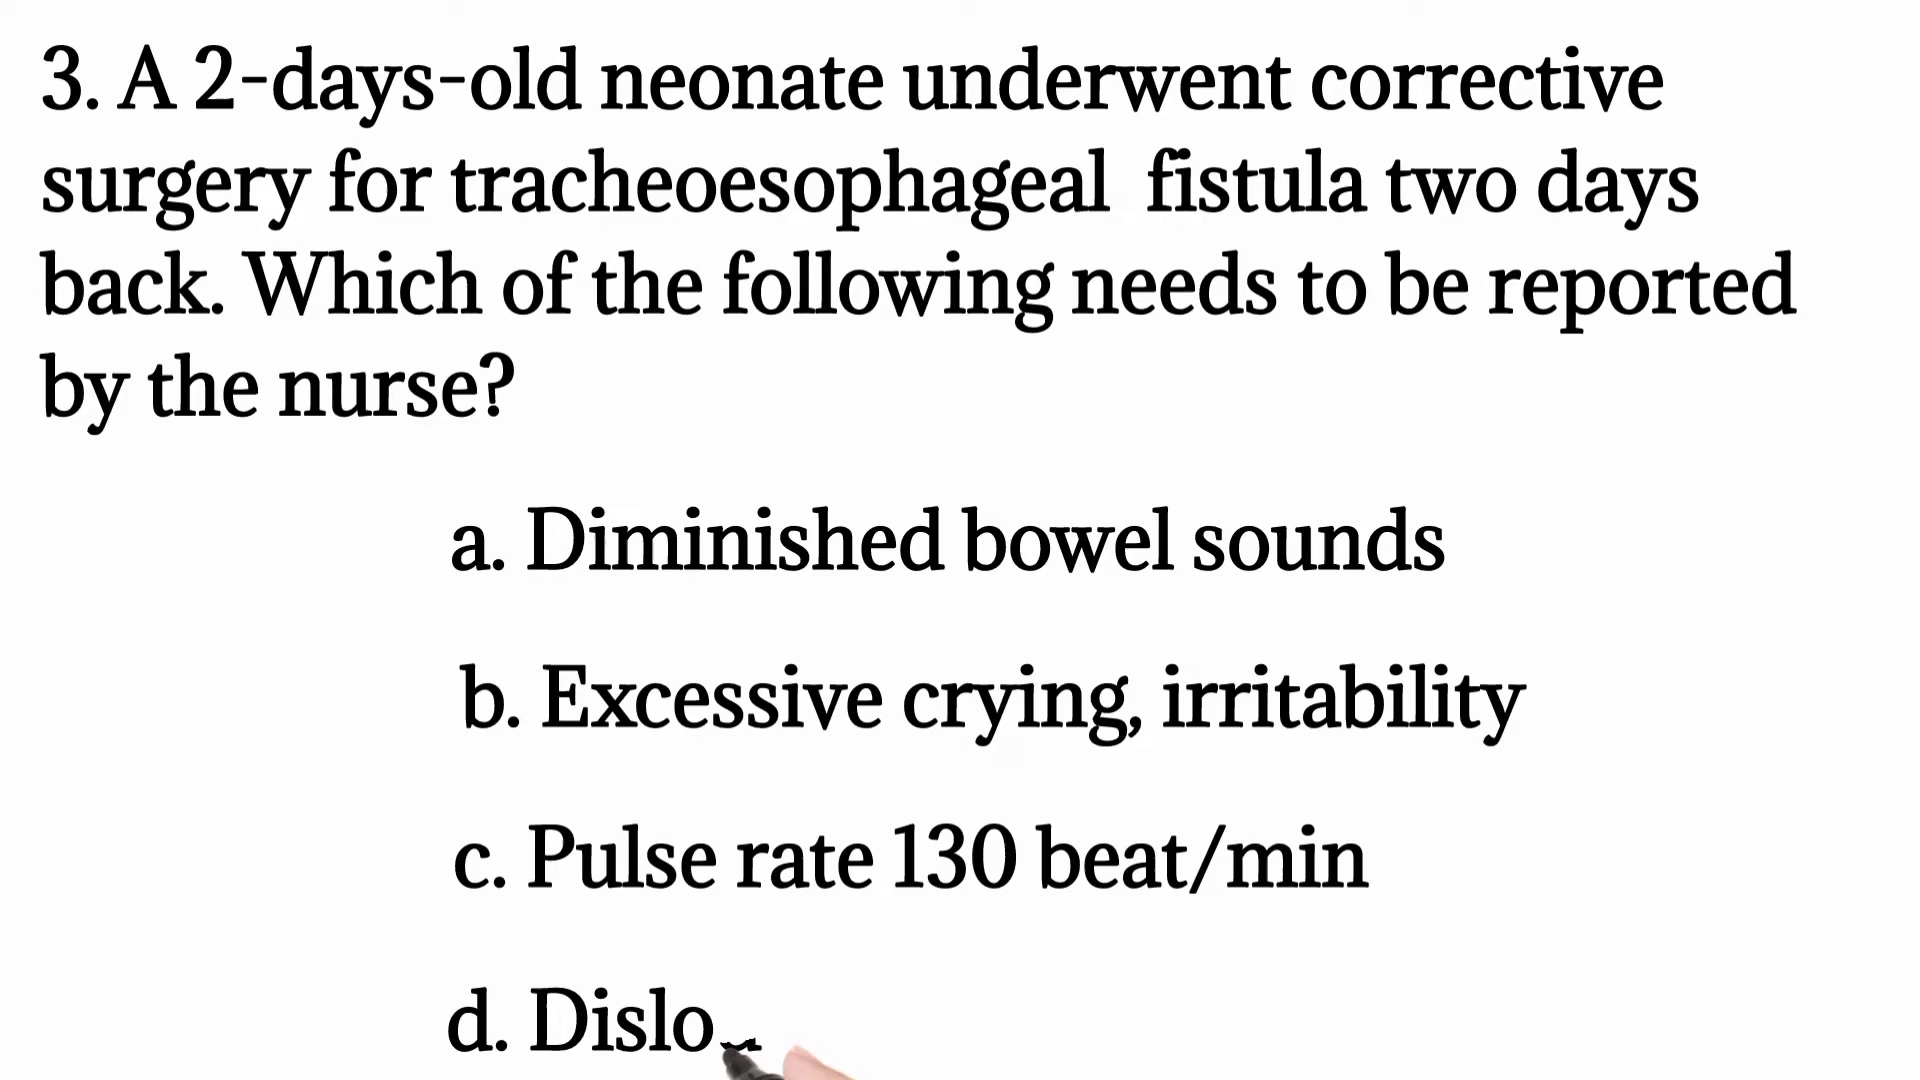 3. A 2-days-old neonate underwent corrective
surgery for tracheoesophageal fistula two days
back. Which of the following needs to be reported
by the nurse?
a. Diminished bowel sounds
b. Excessive crying, irritability
c. Pulse rate 130 beat/min
d.